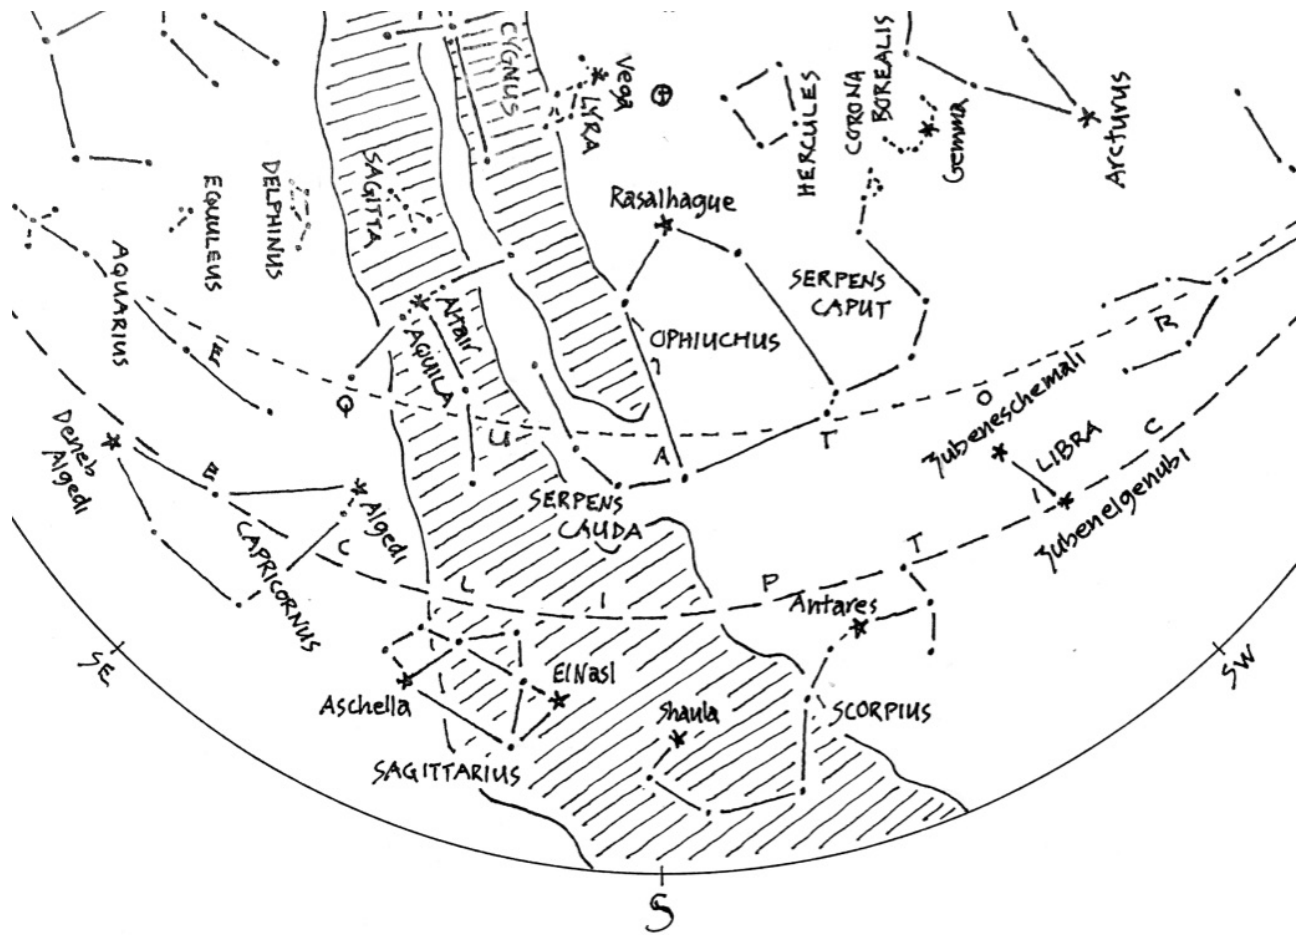 CYGNUS
Vega
LYRA
HERCULES
CORONA
BOREALIS
Gemma
Arcturus
SAGITTA
DELPHINUS
EQUULEUS
AQUARIUS
Rasalhague
SERPENS
CAPUT
OPHIUCHUS
Altair
AQUILA
E
Q
U
A
T
O
R
Zubeneschemali
LIBRA
Zubenelgenubi
Deneb
Algedi
Algedi
CAPRICORNUS
SERPENS
CAUDA
E
C
L
I
P
T
I
C
Antares
ElNasl
Aschella
SAGITTARIUS
Shaula
SCORPIUS
SE
S
SW